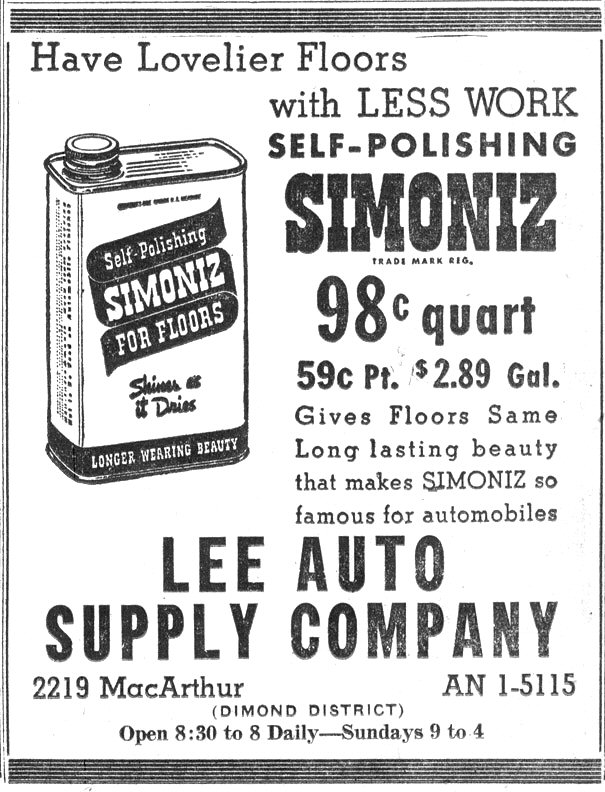 Have Lovelier Floors
with LESS WORK
SELF-POLISHING
SIMONIZ
TRADE MARK REG.
98c quart
59c Pt. $2.89 Gal.
Gives Floors Same
Long lasting beauty
that makes SIMONIZ so
famous for automobiles
Self-Polishing
SIMONIZ
FOR FLOORS
Shines as
it Dries
LONGER WEARING BEAUTY
LEE AUTO
SUPPLY COMPANY
2219 MacArthur AN 1-5115
(DIMOND DISTRICT)
Open 8:30 to 8 Daily—Sundays 9 to 4